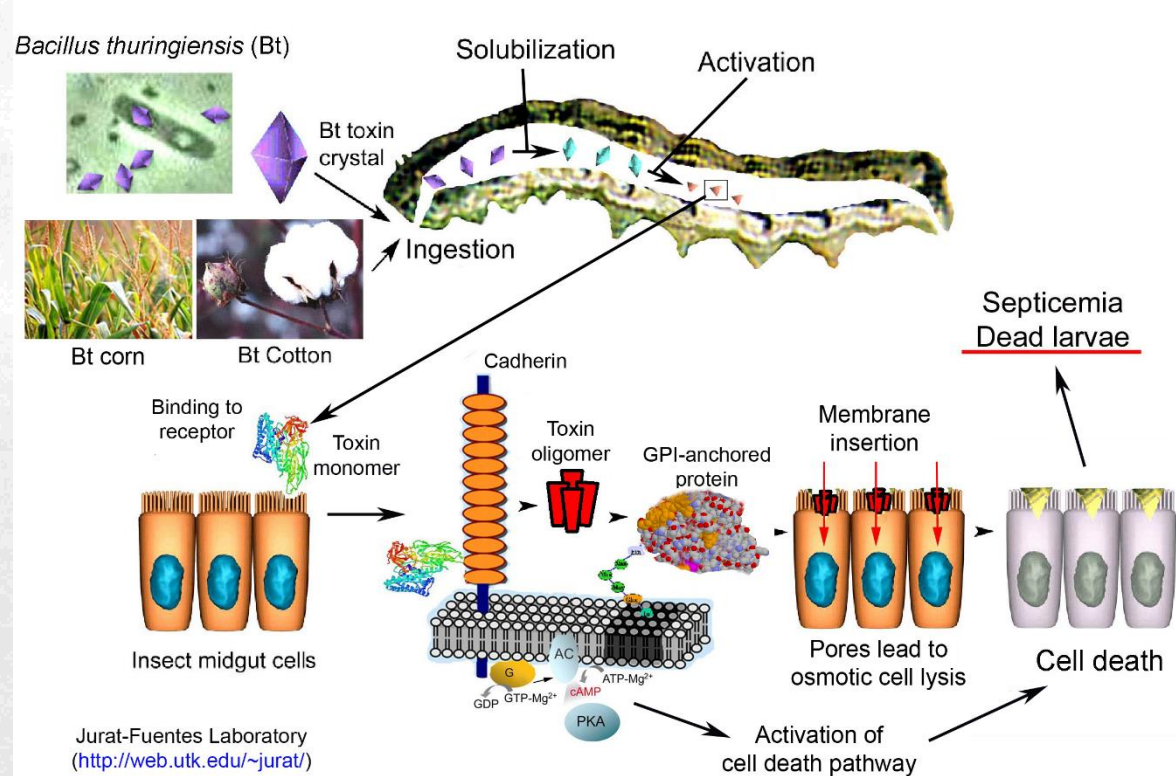 Bacillus thuringiensis (Bt)
Solubilization
Activation
Bt toxin
crystal
Ingestion
Bt corn
Bt Cotton
Septicemia
Dead larvae
Cadherin
Binding to
receptor
Toxin
monomer
Toxin
oligomer
GPI-anchored
protein
Membrane
insertion
Insect midgut cells
AC
G
GDP
GTP-Mg²⁺
cAMP
ATP-Mg²⁺
PKA
Pores lead to
osmotic cell lysis
Cell death
Activation of
cell death pathway
Jurat-Fuentes Laboratory
(http://web.utk.edu/~jurat/)